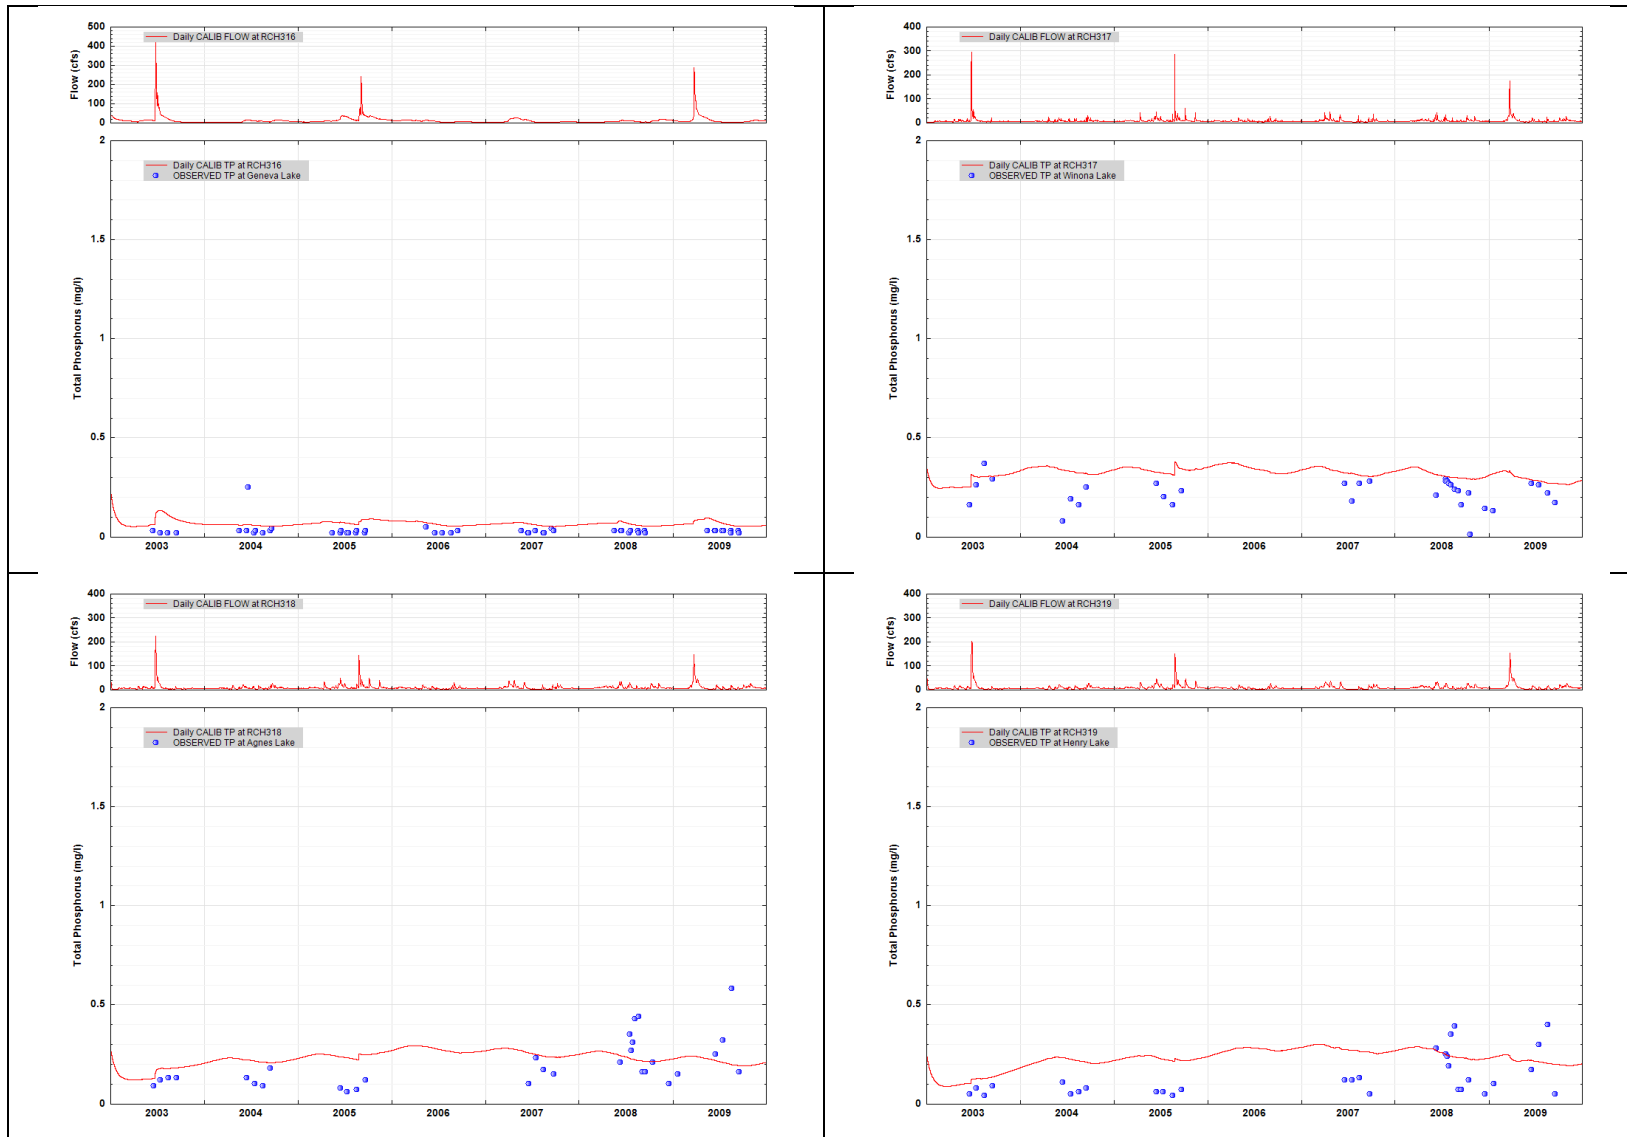 500
400
300
200
100
0
Flow (cfs)
Daily CALIB FLOW at RCH316
2
1.5
1
0.5
0
Total Phosphorus (mg/l)
Daily CALIB TP at RCH316
OBSERVED TP at Geneva Lake
2003 2004 2005 2006 2007 2008 2009
400
300
200
100
0
Flow (cfs)
Daily CALIB FLOW at RCH317
2
1.5
1
0.5
0
Total Phosphorus (mg/l)
Daily CALIB TP at RCH317
OBSERVED TP at Winona Lake
2003 2004 2005 2006 2007 2008 2009
400
300
200
100
0
Flow (cfs)
Daily CALIB FLOW at RCH318
2
1.5
1
0.5
0
Total Phosphorus (mg/l)
Daily CALIB TP at RCH318
OBSERVED TP at Agnes Lake
2003 2004 2005 2006 2007 2008 2009
400
300
200
100
0
Flow (cfs)
Daily CALIB FLOW at RCH319
2
1.5
1
0.5
0
Total Phosphorus (mg/l)
Daily CALIB TP at RCH319
OBSERVED TP at Henry Lake
2003 2004 2005 2006 2007 2008 2009